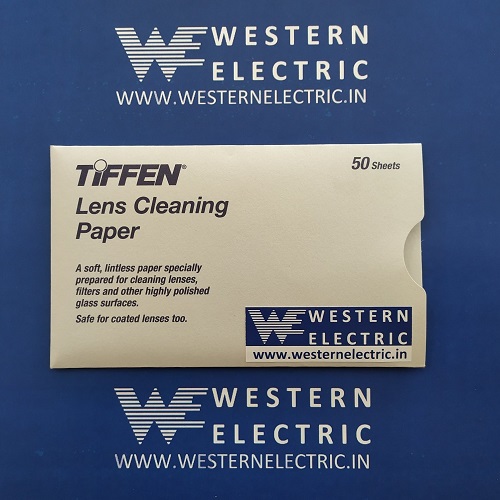 WESTERN
ELECTRIC
WWW.WESTERNELECTRIC.IN
TiFFEN®
50 Sheets
Lens Cleaning
Paper
A soft, lintless paper specially
prepared for cleaning lenses,
filters and other highly polished
glass surfaces.
Safe for coated lenses too.
WESTERN
ELECTRIC
www.westernelectric.in
WESTERN
ELECTRIC
WWW.WESTERNELECTRIC.IN